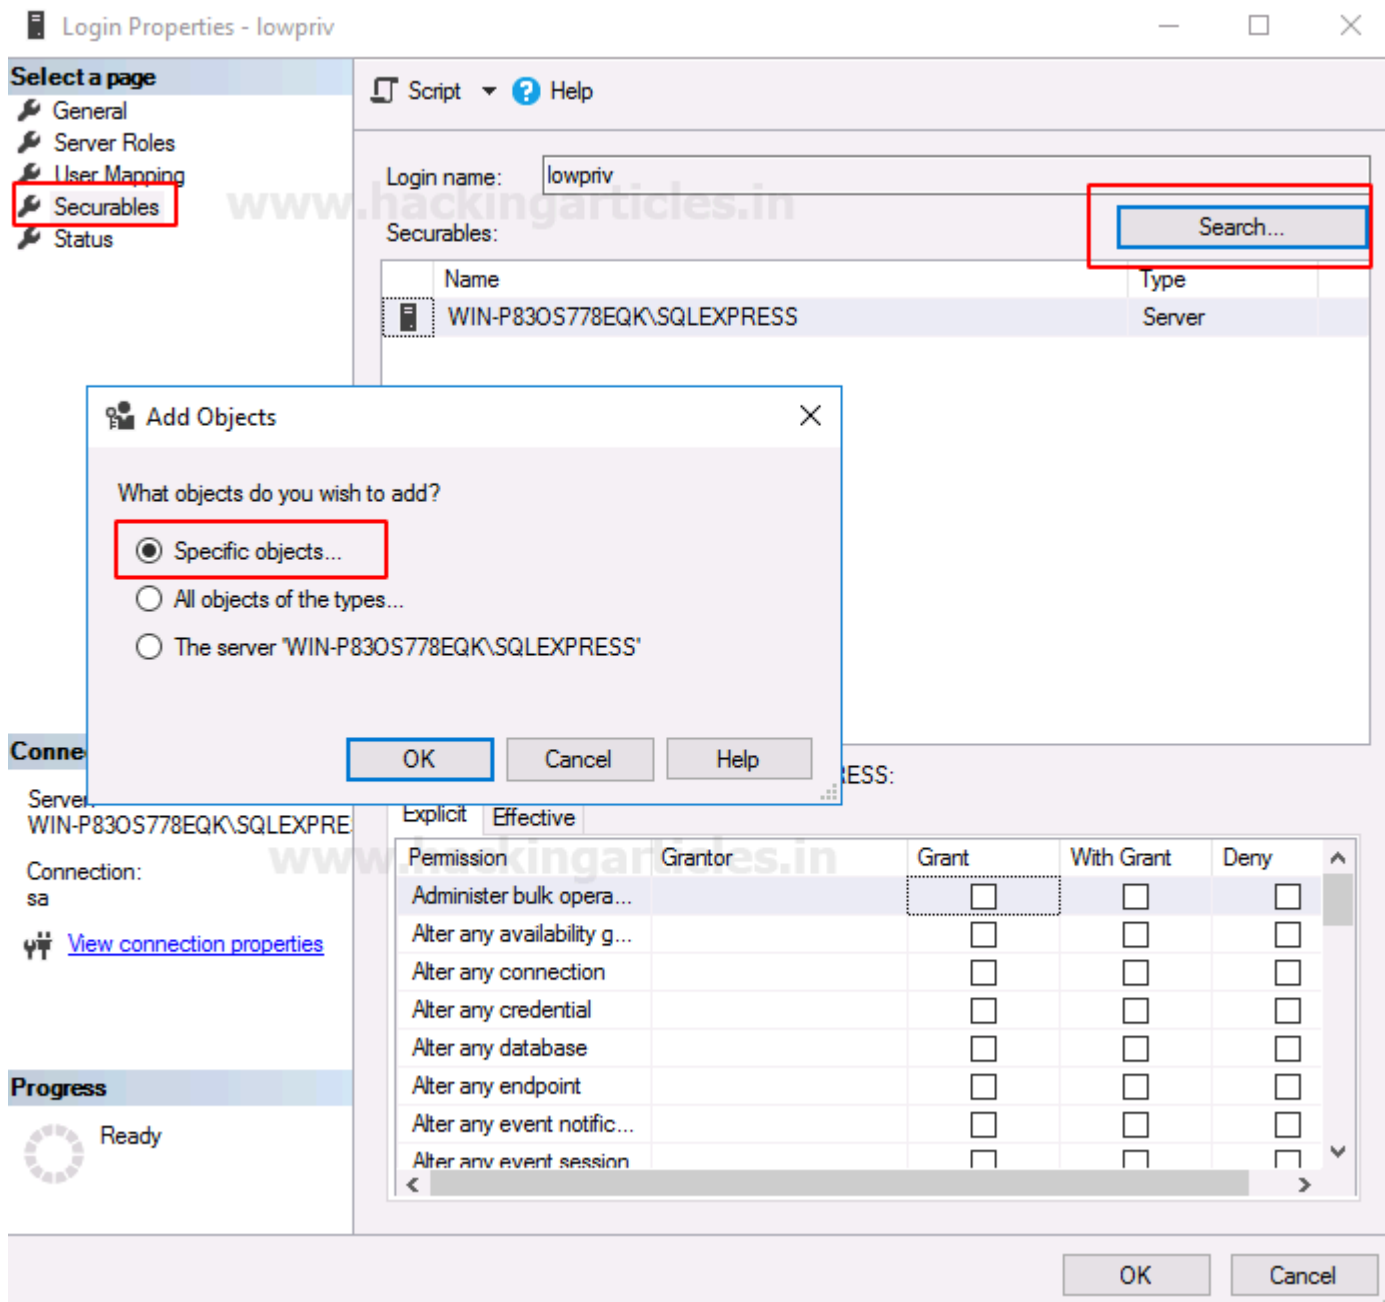 Login Properties - lowpriv
Select a page
General
Server Roles
User Mapping
Securables
Status
Script
Help
Login name:
lowpriv
www.hackingarticles.in
Securables:
Search...
Name Type
WIN-P83OS778EQK\SQLEXPRESS Server
Add Objects
What objects do you wish to add?
Specific objects...
All objects of the types...
The server 'WIN-P83OS778EQK\SQLEXPRESS'
OK Cancel Help
Conne
Server:
WIN-P83OS778EQK\SQLEXPRE
Connection:
sa
View connection properties
Progress
Ready
RESS:
Explicit Effective
www.hackingarticles.in
Permission Grantor Grant With Grant Deny
Administer bulk opera...
Alter any availability g...
Alter any connection
Alter any credential
Alter any database
Alter any endpoint
Alter any event notific...
Alter any event session
OK Cancel